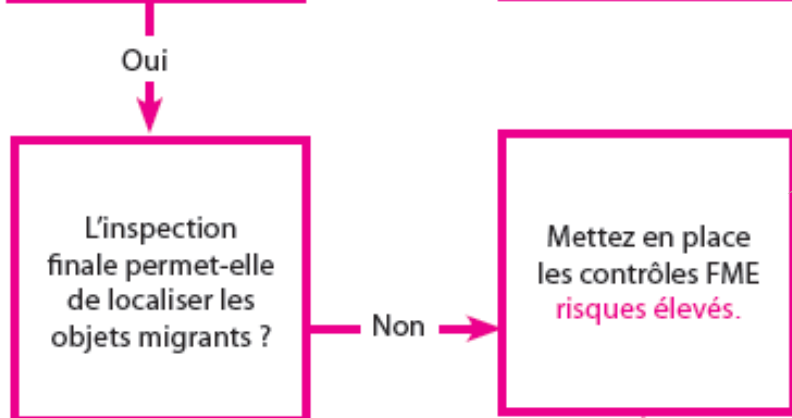 Oui
L'inspection
finale permet-elle
de localiser les
objets migrants ?
Non
Mettez en place
les contrôles FME
risques élevés.